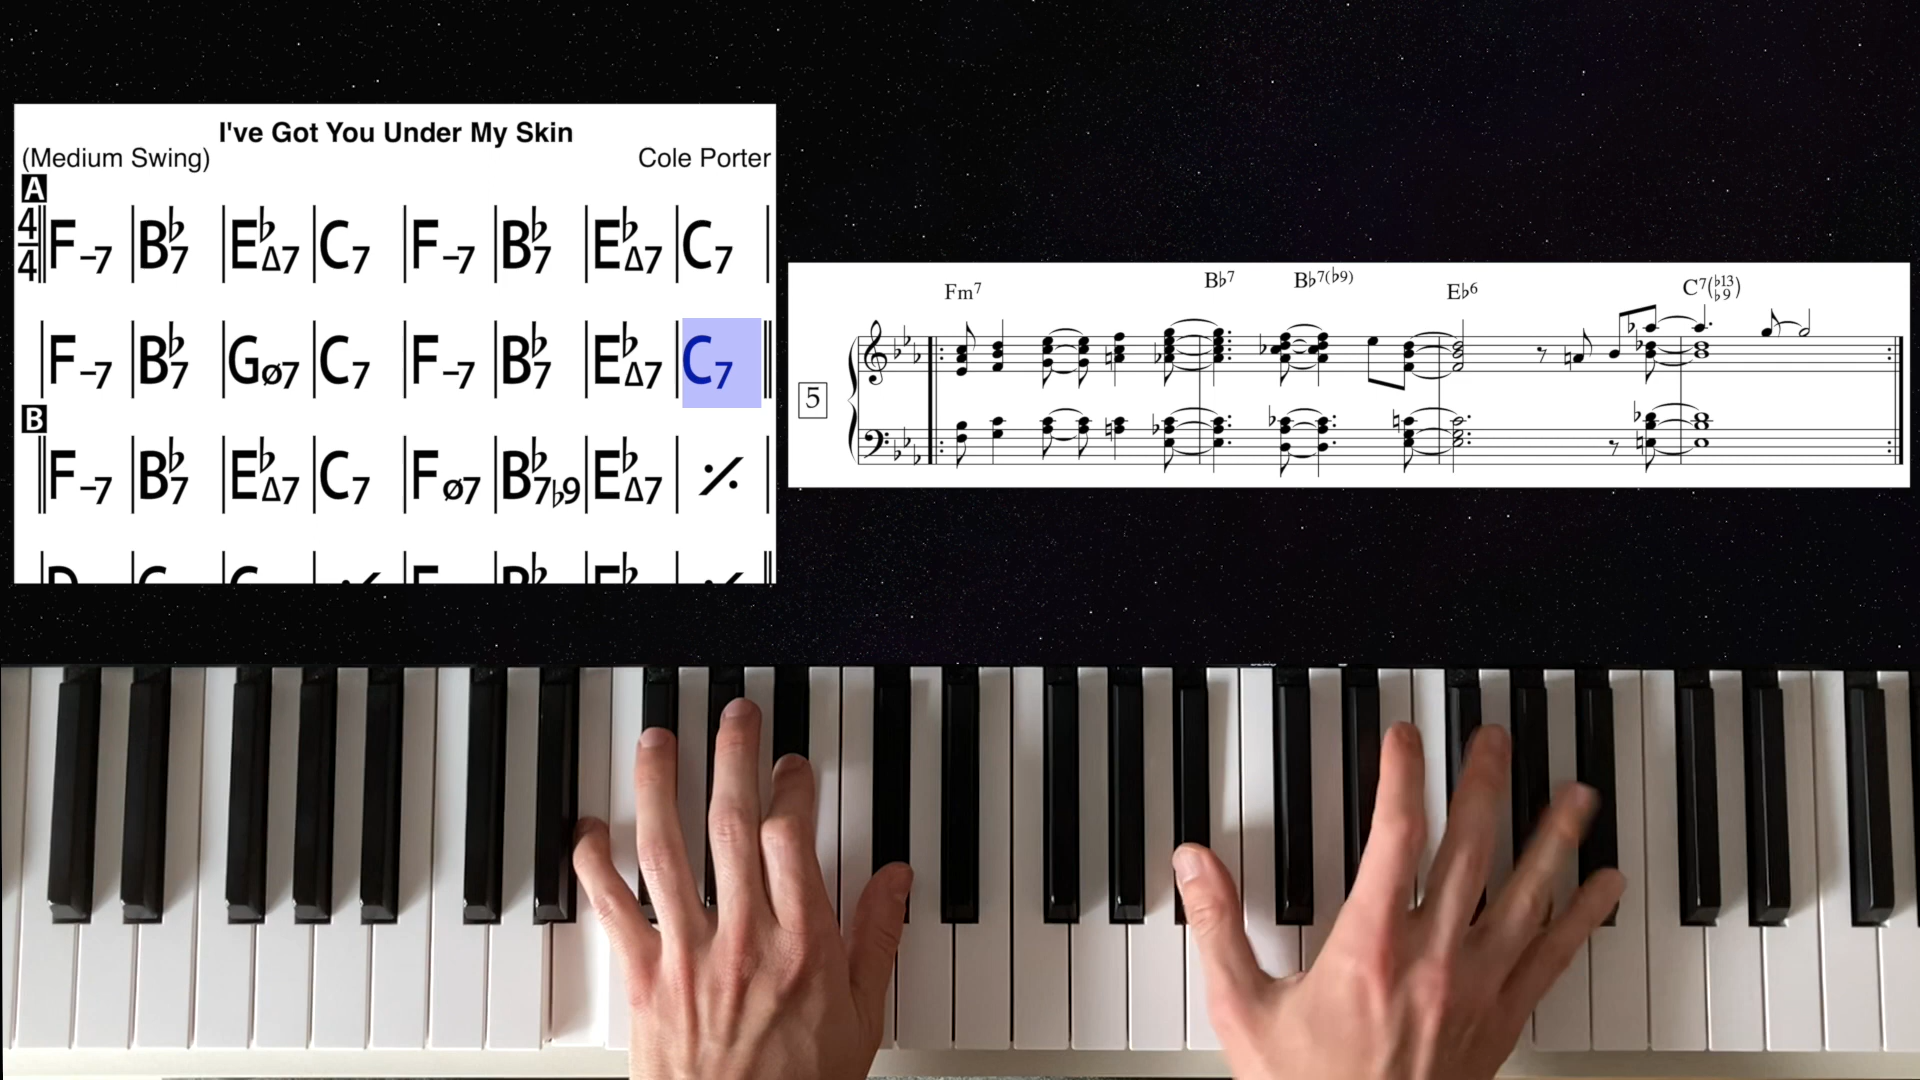 I've Got You Under My Skin
(Medium Swing) Cole Porter
A
4/4 F–7 B♭7 E♭Δ7 C7 F–7 B♭7 E♭Δ7 C7
F–7 B♭7 Gø7 C7 F–7 B♭7 E♭Δ7 C7
B
F–7 B♭7 E♭Δ7 C7 Fø7 B♭7♭9 E♭Δ7
Fm7 B♭7 B♭7(♭9) E♭6 C7(♭13 ♭9)
5